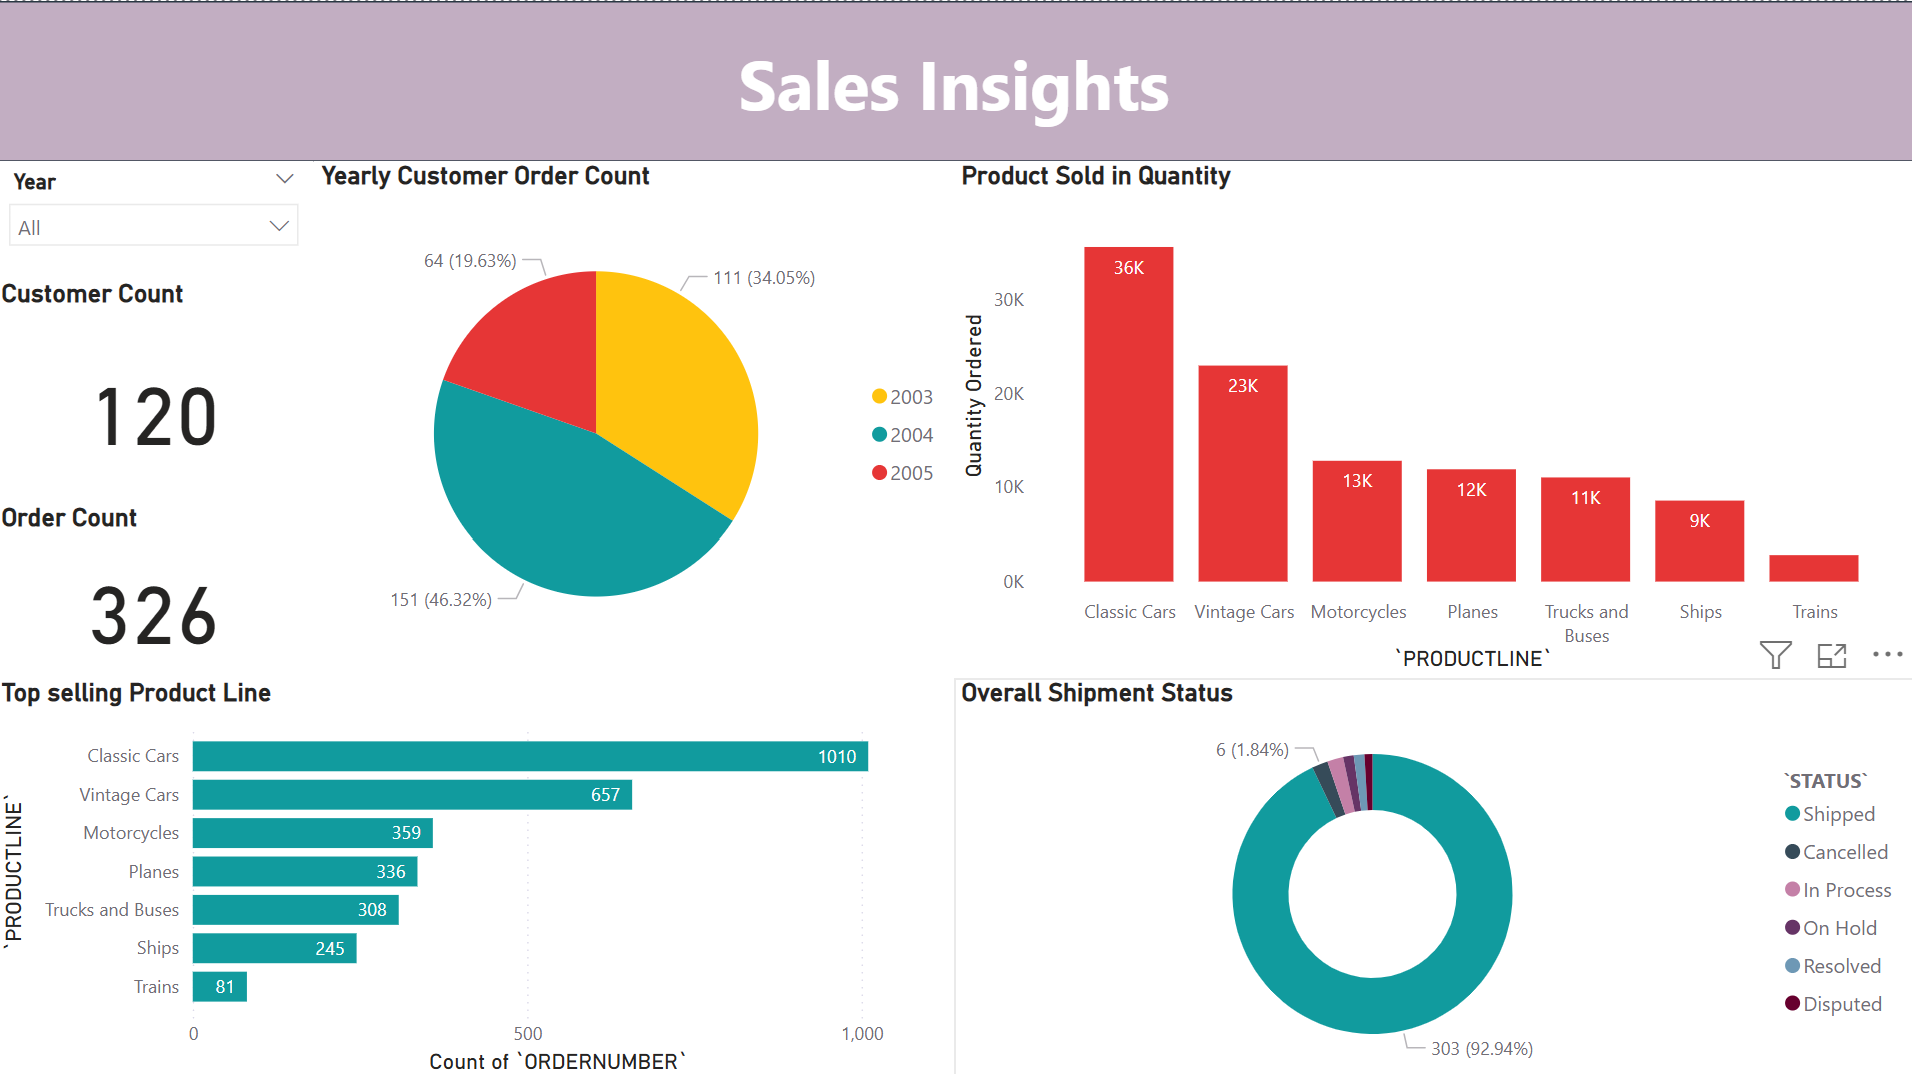 Sales Insights
Year
All
Customer Count
120
Order Count
326
Yearly Customer Order Count
64 (19.63%)
111 (34.05%)
151 (46.32%)
2003
2004
2005
Product Sold in Quantity
Quantity Ordered
30K
20K
10K
0K
36K
23K
13K
12K
11K
9K
Classic Cars
Vintage Cars
Motorcycles
Planes
Trucks and
Buses
Ships
Trains
`PRODUCTLINE`
Top selling Product Line
`PRODUCTLINE`
Classic Cars
1010
Vintage Cars
657
Motorcycles
359
Planes
336
Trucks and Buses
308
Ships
245
Trains
81
0
500
1,000
Count of `ORDERNUMBER`
Overall Shipment Status
6 (1.84%)
303 (92.94%)
`STATUS`
Shipped
Cancelled
In Process
On Hold
Resolved
Disputed